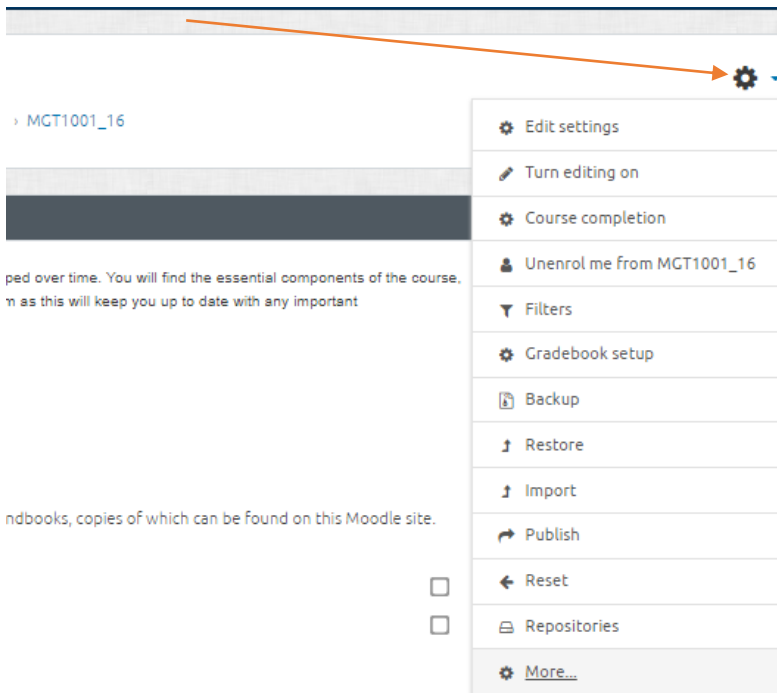 › MGT1001_16
Edit settings
Turn editing on
Course completion
Unenrol me from MGT1001_16
Filters
Gradebook setup
Backup
Restore
Import
Publish
Reset
Repositories
More...
ped over time. You will find the essential components of the course,
m as this will keep you up to date with any important
ndbooks, copies of which can be found on this Moodle site.